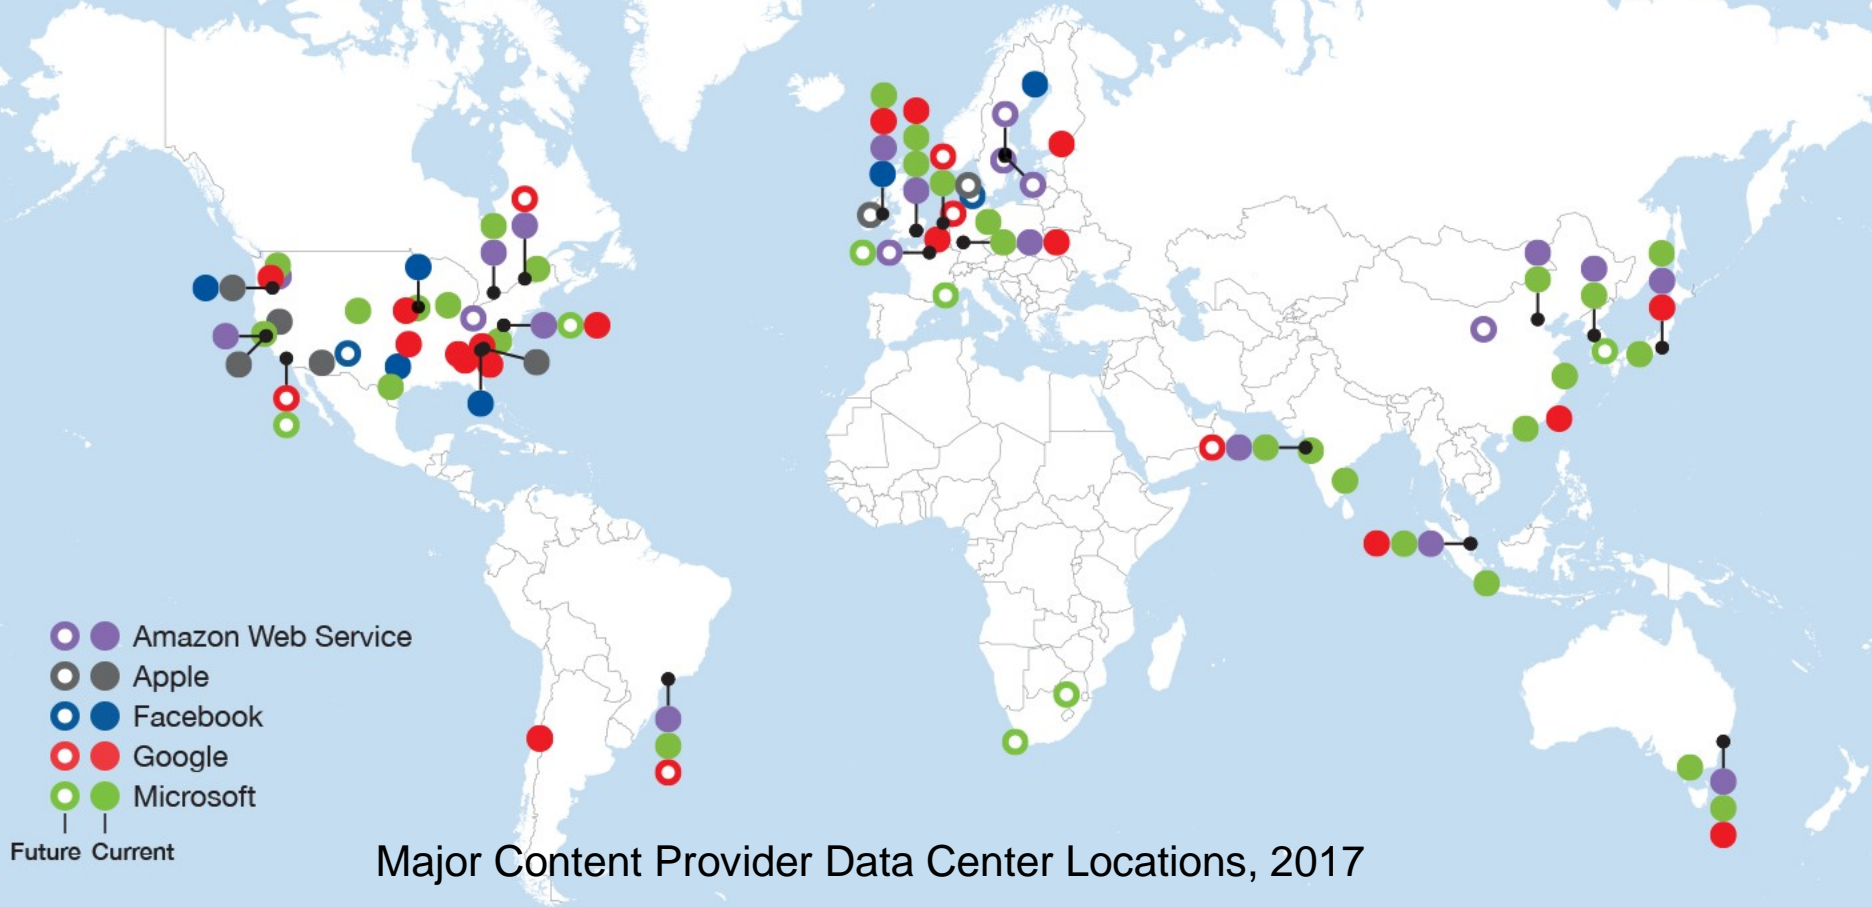 Amazon Web Service
Apple
Facebook
Google
Microsoft
Future Current
Major Content Provider Data Center Locations, 2017